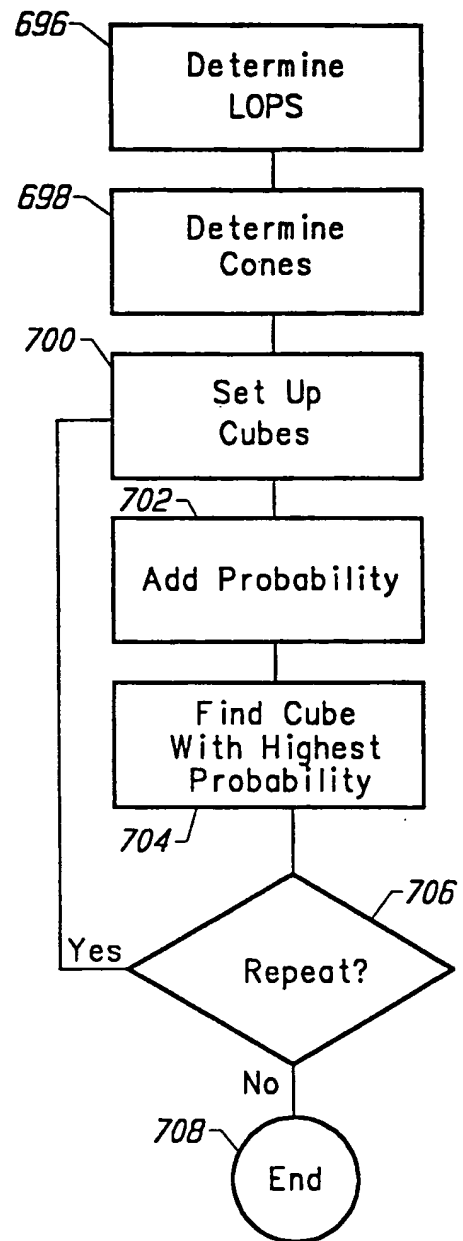 696
Determine
LOPS
698
Determine
Cones
700
Set Up
Cubes
702
Add Probability
Find Cube
With Highest
Probability
704
706
Repeat?
Yes
No
708
End